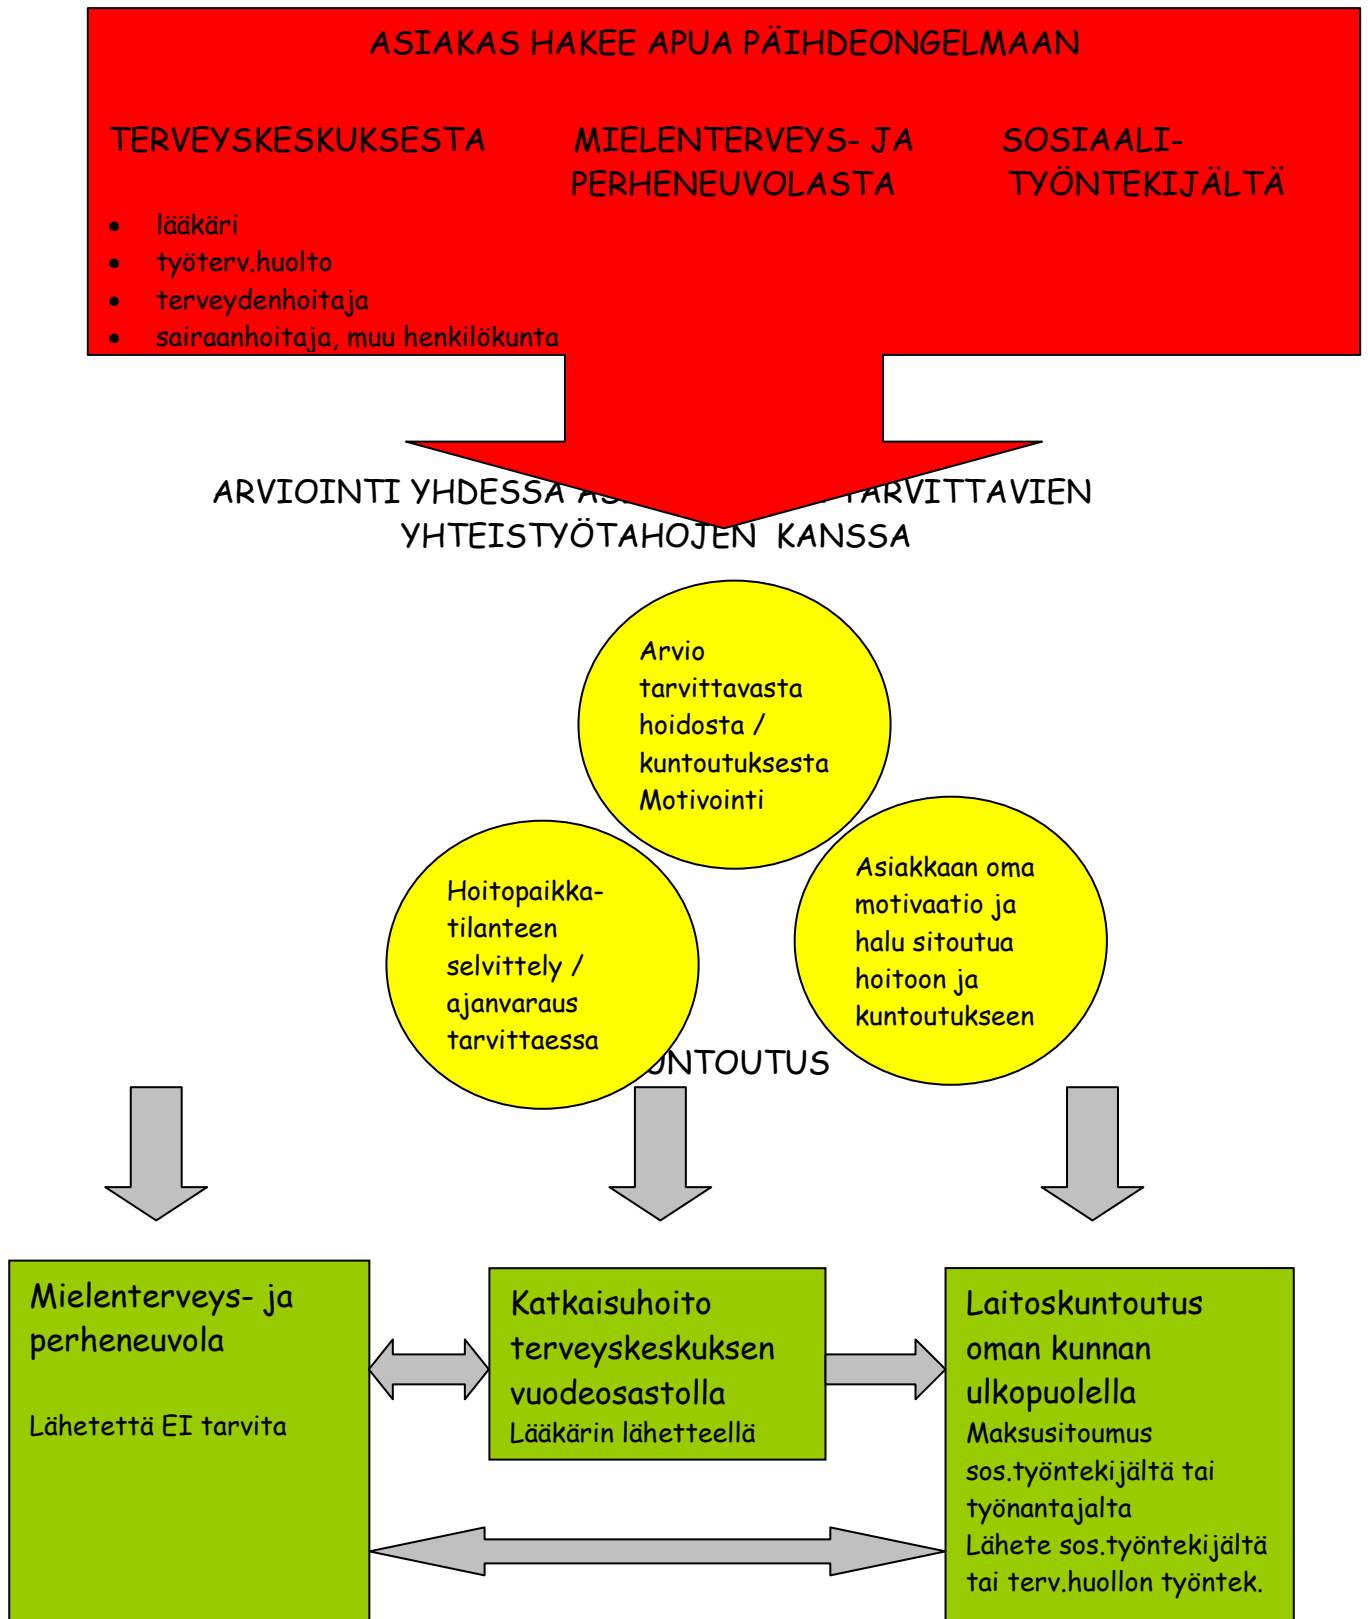 ASIAKAS HAKEE APUA PÄIHDEONGELMAAN
TERVEYSKESKUKSESTA MIELENTERVEYS- JA SOSIAALI-
PERHENEUVOLASTA TYÖNTEKIJÄLTÄ
• lääkäri
• työterv.huolto
• terveydenhoitaja
• sairaanhoitaja, muu henkilökunta
ARVIOINTI YHDESSÄ TARVITTAVIEN
YHTEISTYÖTAHOJEN KANSSA
Arvio
tarvittavasta
hoidosta /
kuntoutuksesta
Motivointi
Hoitopaikka-
tilanteen
selvittely /
ajanvaraus
tarvittaessa
Asiakkaan oma
motivaatio ja
halu sitoutua
hoitoon ja
kuntoutukseen
UNTOUTUS
Mielenterveys- ja
perheneuvola
Lähetettä EI tarvita
Katkaisuhoito
terveyskeskuksen
vuodeosastolla
Lääkärin lähetteellä
Laitoskuntoutus
oman kunnan
ulkopuolella
Maksusitoumus
sos.työntekijältä tai
työnantajalta
Lähete sos.työntekijältä
tai terv.huollon työntek.